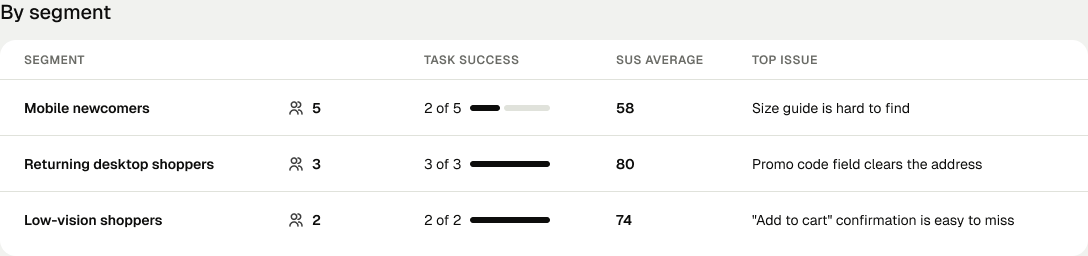 By segment
SEGMENT TASK SUCCESS SUS AVERAGE TOP ISSUE
Mobile newcomers 5 2 of 5 58 Size guide is hard to find
Returning desktop shoppers 3 3 of 3 80 Promo code field clears the address
Low-vision shoppers 2 2 of 2 74 "Add to cart" confirmation is easy to miss